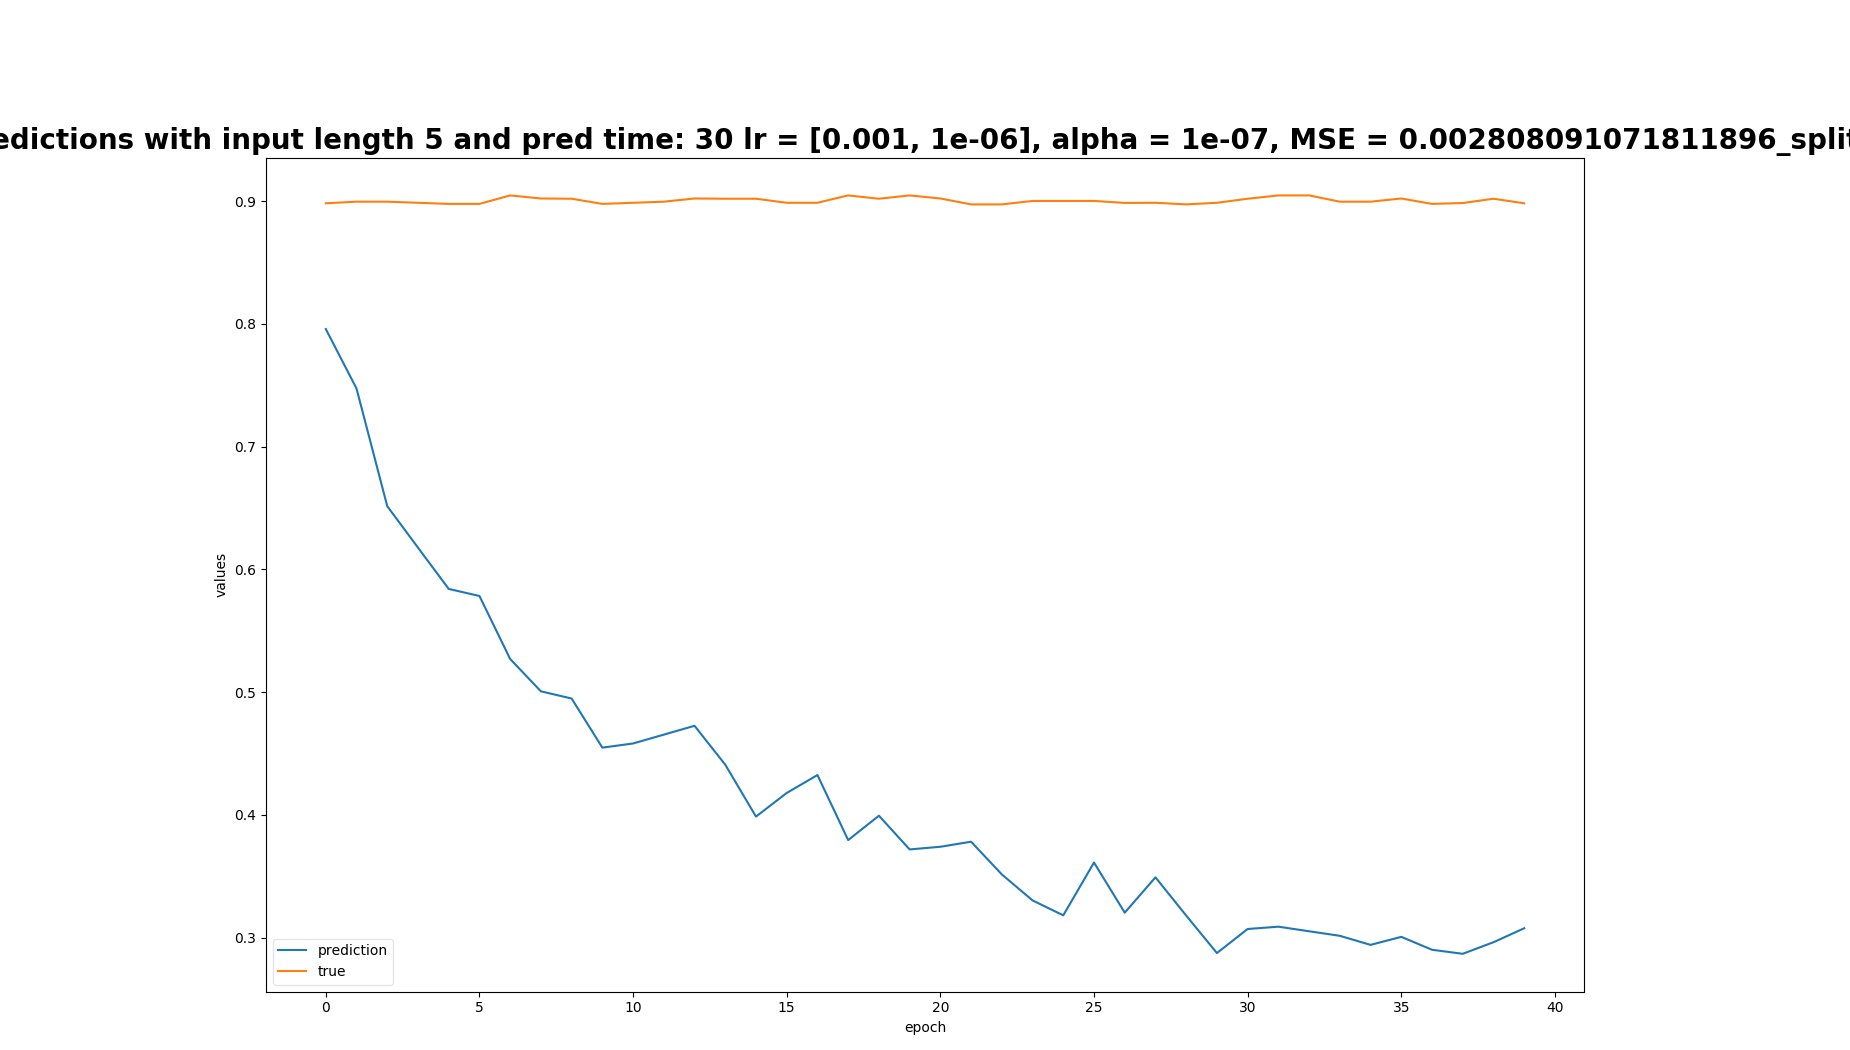 edictions with input length 5 and pred time: 30 lr = [0.001, 1e-06], alpha = 1e-07, MSE = 0.002808091071811896_split
0.9
0.8
0.7
0.6
0.5
0.4
0.3
values
prediction
true
0 5 10 15 20 25 30 35 40
epoch